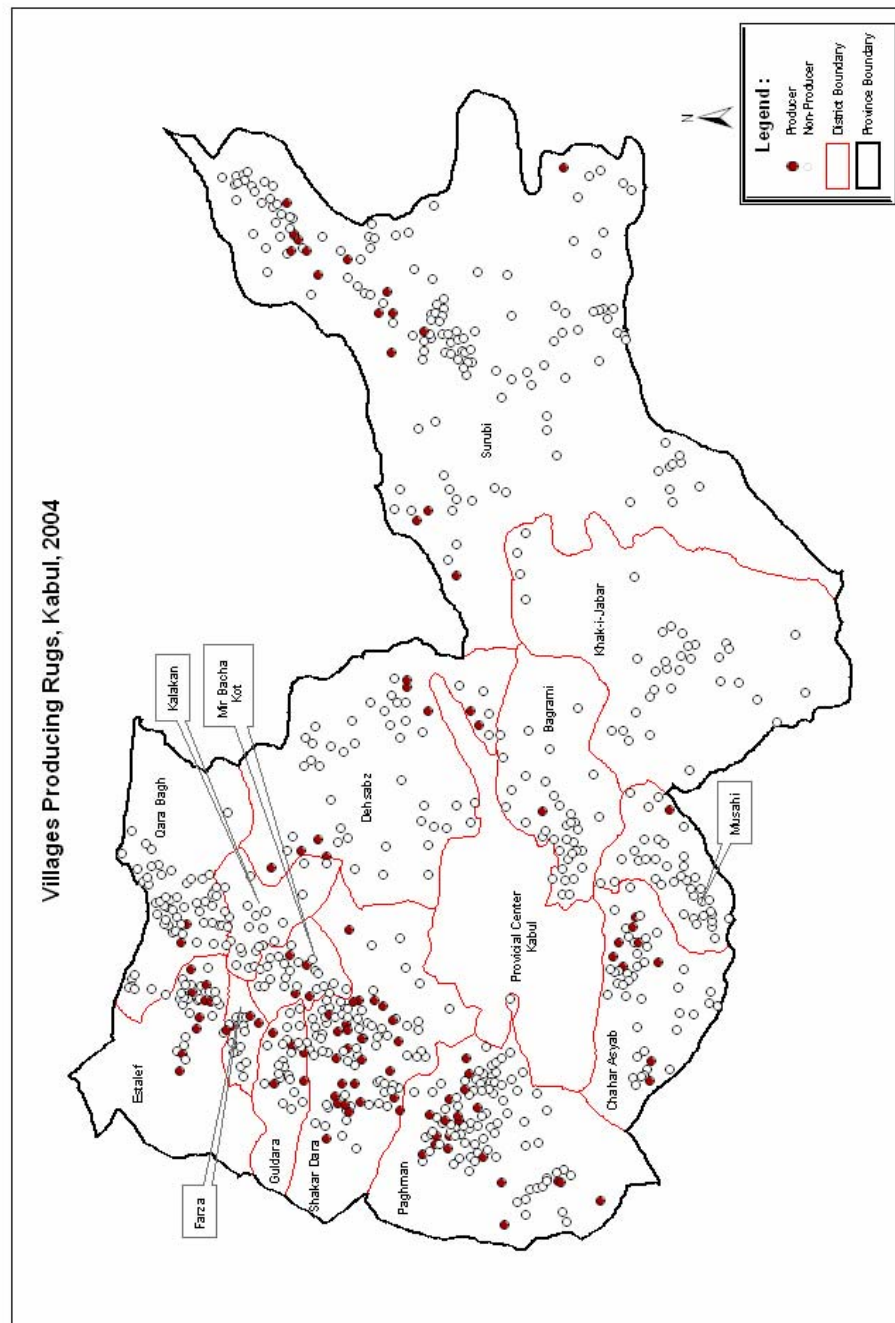 Villages Producing Rugs, Kabul, 2004
Kalakan
Mir Bacha
Kot
Qara Bagh
Estalef
Farza
Guldara
Shakar Dara
Paghman
Dehsabz
Provicial Center
Kabul
Bagrami
Surubi
Khak-i-Jabar
Chahar Asyab
Musahi
N
Legend :
Producer
Non-Producer
District Boundary
Province Boundary